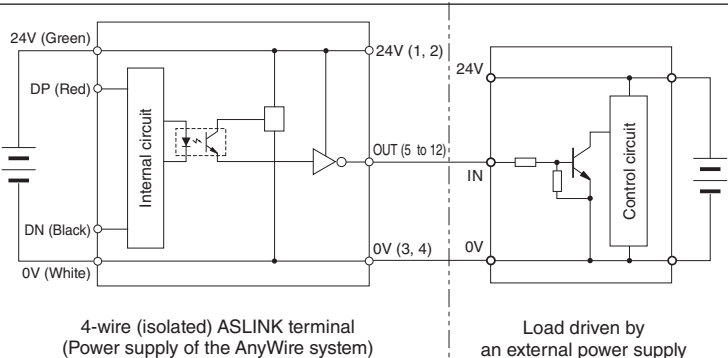 24V (Green)
DP (Red)
Internal circuit
DN (Black)
0V (White)
24V (1, 2)
OUT (5 to 12)
0V (3, 4)
24V
IN
0V
Control circuit
4-wire (isolated) ASLINK terminal
(Power supply of the AnyWire system)
Load driven by
an external power supply